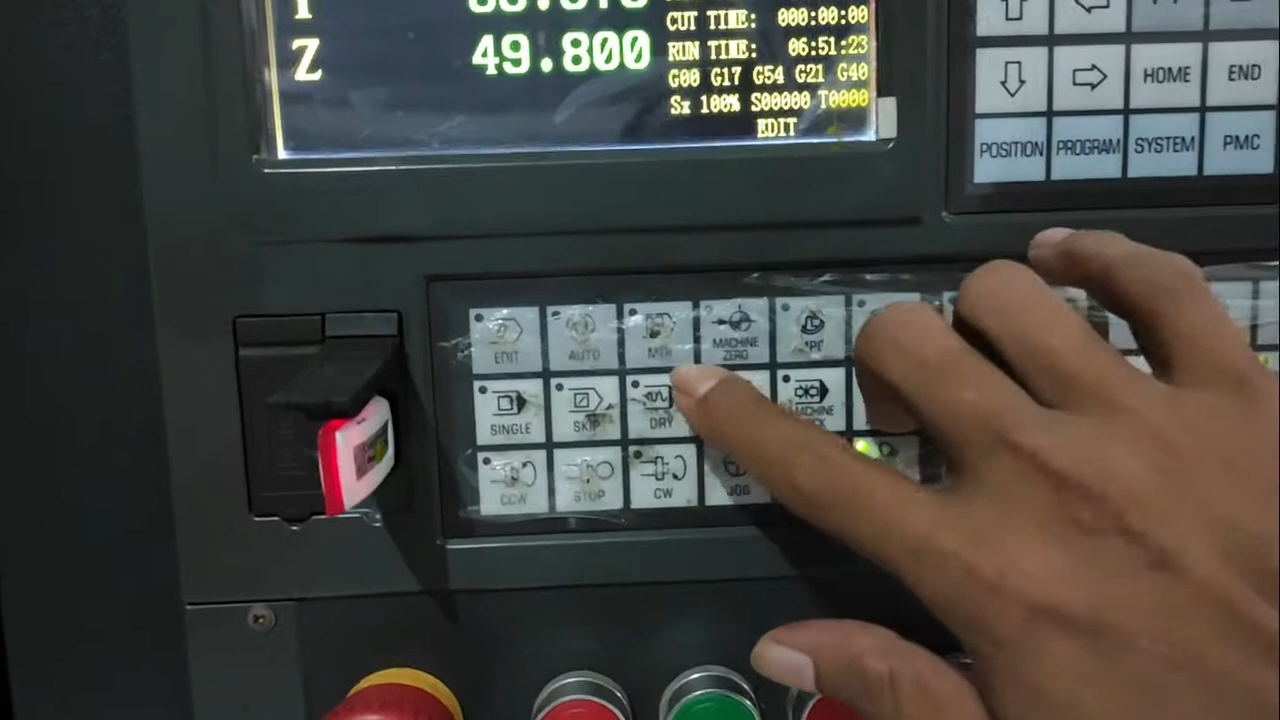 Z 49.800
CUT TIME: 000:00:00
RUN TIME: 06:51:23
G00 G17 G54 G21 G40
Sx 100% S00000 T0000
EDIT
HOME END
POSITION PROGRAM SYSTEM PMC
EDIT AUTO MDI MACHINE ZERO
SINGLE SKIP DRY
CCW STOP CW JOG